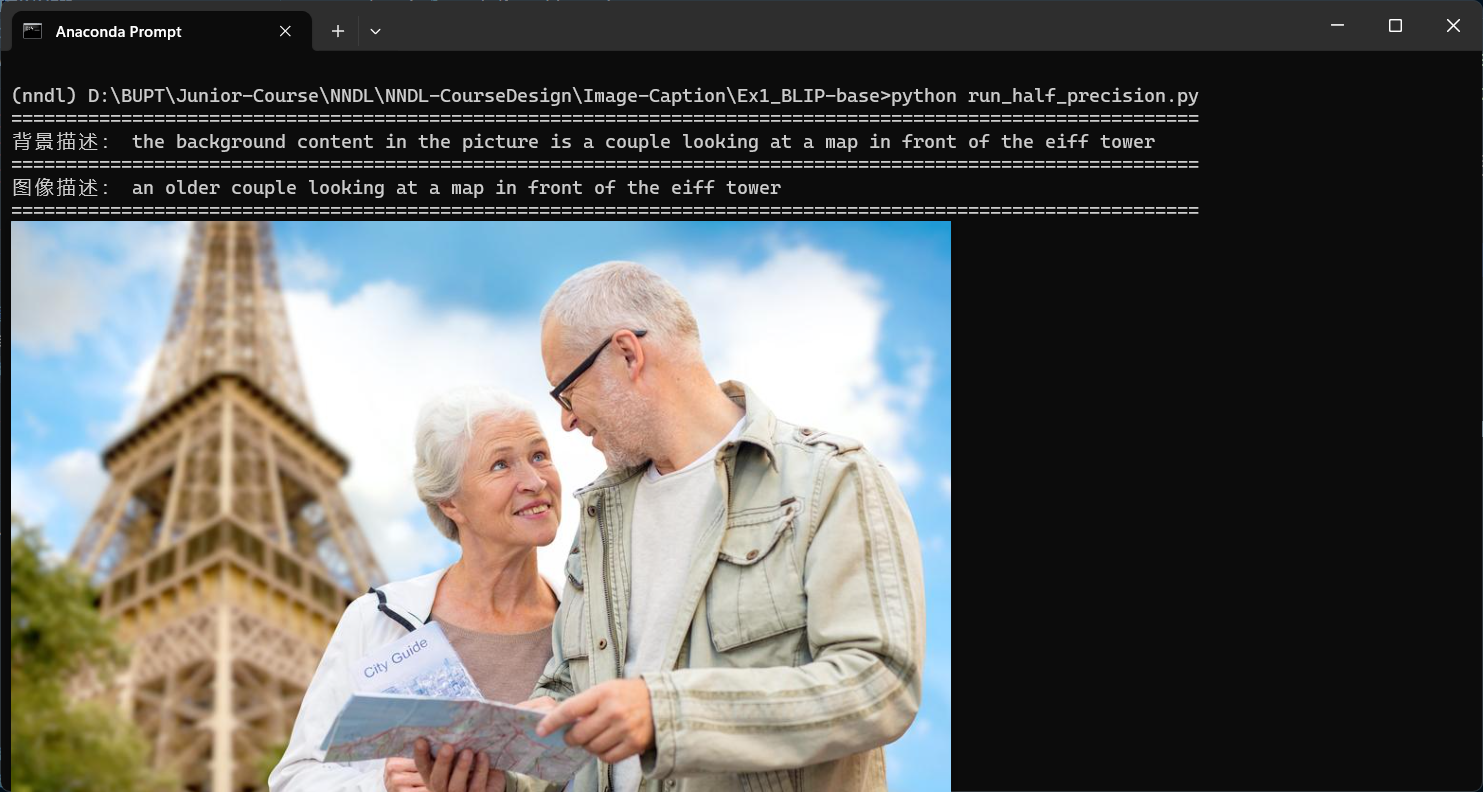 Anaconda Prompt
(nndl) D:\BUPT\Junior-Course\NNDL\NNDL-CourseDesign\Image-Caption\Ex1_BLIP-base>python run_half_precision.py
============================================================================================================
背景描述： the background content in the picture is a couple looking at a map in front of the eiff tower
============================================================================================================
图像描述： an older couple looking at a map in front of the eiff tower
============================================================================================================
City Guide